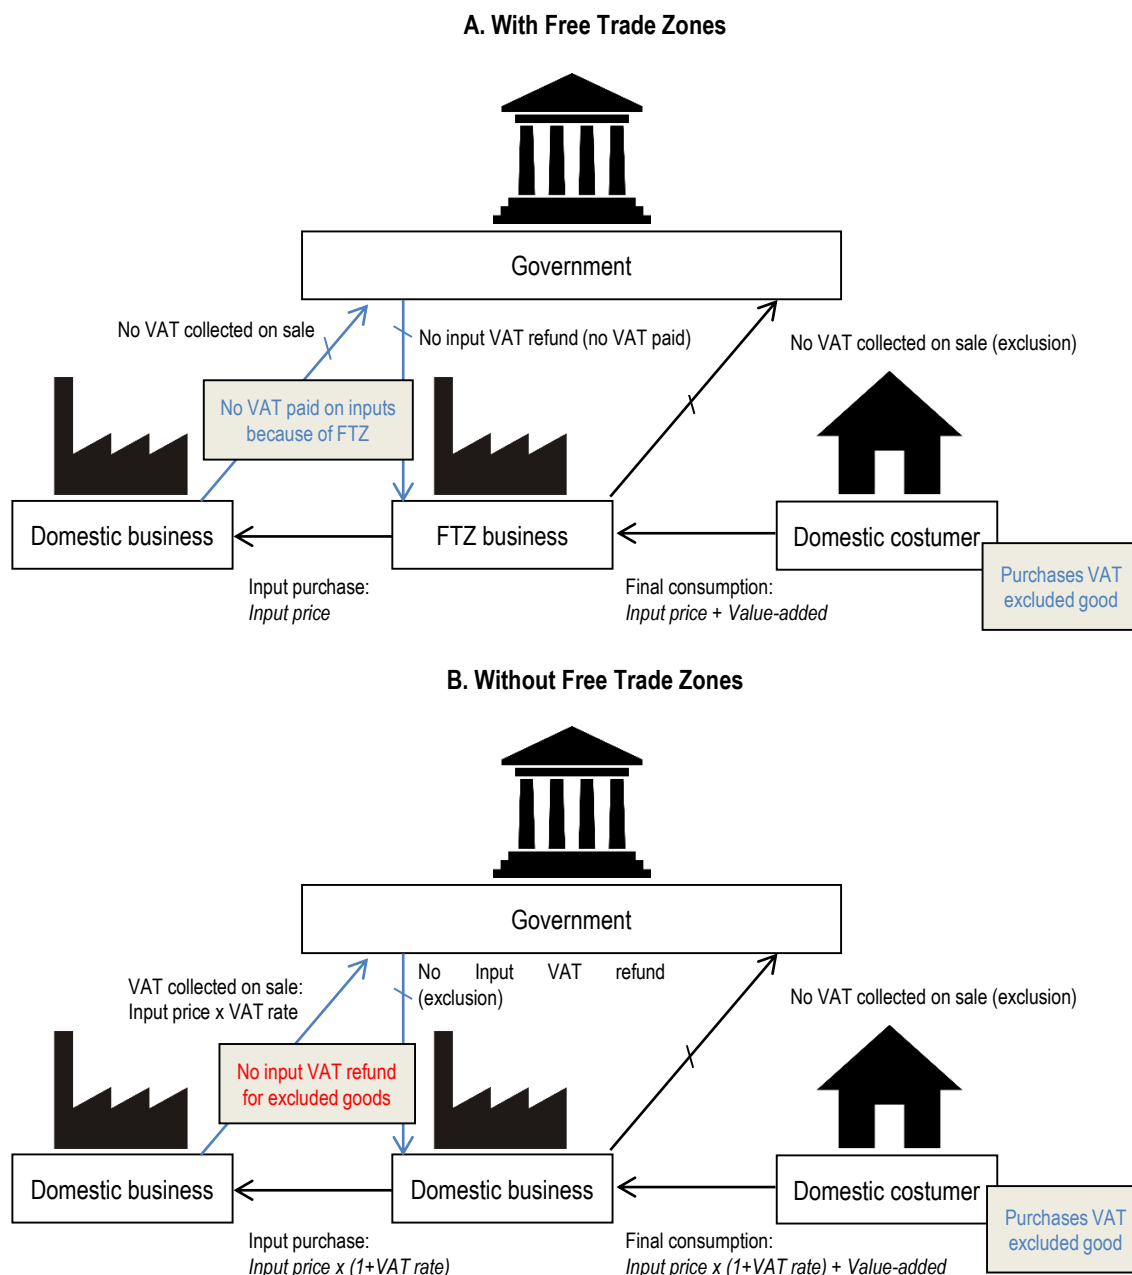 A. With Free Trade Zones
Government
No VAT collected on sale
No input VAT refund (no VAT paid)
No VAT collected on sale (exclusion)
No VAT paid on inputs
because of FTZ
Domestic business
FTZ business
Domestic costumer
Purchases VAT
excluded good
Input purchase:
Input price
Final consumption:
Input price + Value-added
B. Without Free Trade Zones
Government
VAT collected on sale:
Input price x VAT rate
No Input VAT refund
(exclusion)
No VAT collected on sale (exclusion)
No input VAT refund
for excluded goods
Domestic business
Domestic business
Domestic costumer
Purchases VAT
excluded good
Input purchase:
Input price x (1+VAT rate)
Final consumption:
Input price x (1+VAT rate) + Value-added